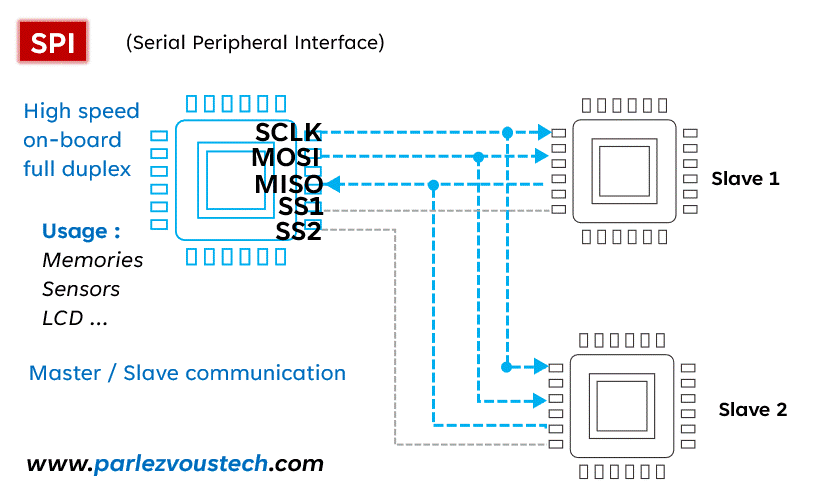 SPI
(Serial Peripheral Interface)
High speed
on-board
full duplex
SCLK
MOSI
MISO
SS1
SS2
Slave 1
Usage :
Memories
Sensors
LCD ...
Master / Slave communication
Slave 2
www.parlezvoustech.com